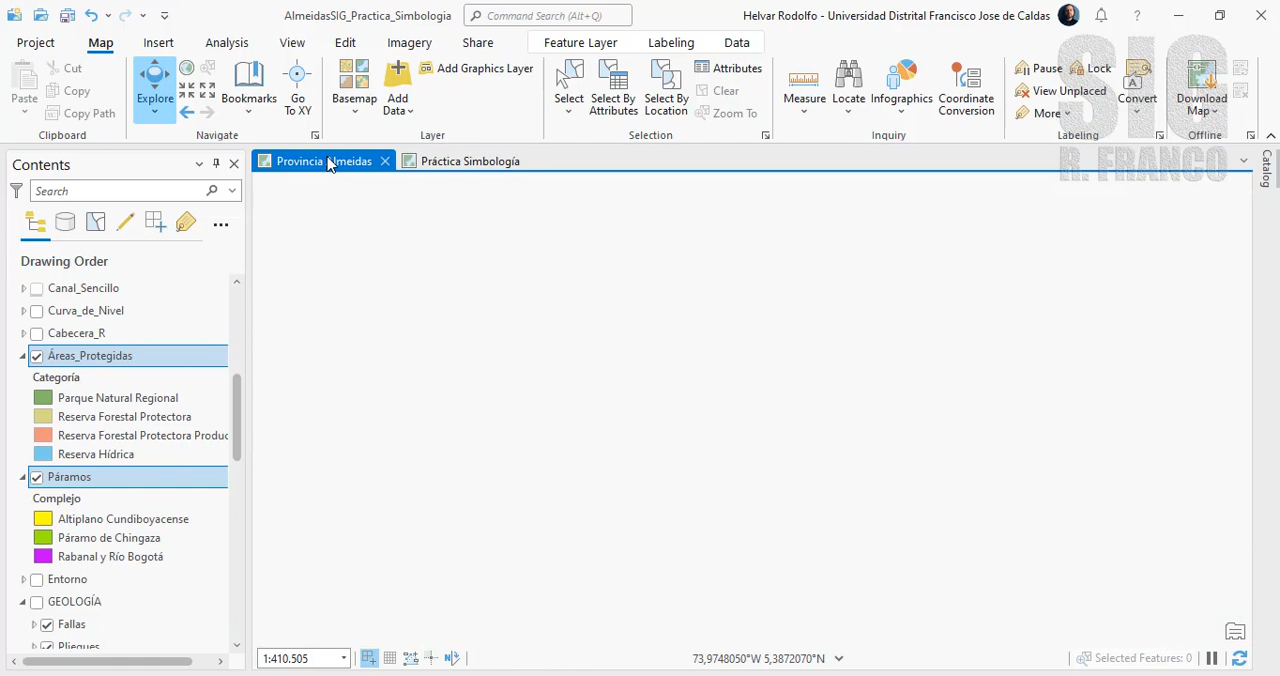 AlmeidasSIG_Practica_Simbologia
Command Search (Alt+Q)
Helvar Rodolfo - Universidad Distrital Francisco Jose de Caldas
?
Project
Map
Insert
Analysis
View
Edit
Imagery
Share
Feature Layer
Labeling
Data
Paste
Cut
Copy
Copy Path
Clipboard
Explore
Bookmarks
Go
To XY
Navigate
Basemap
Add
Data
Add Graphics Layer
Layer
Select
Select By
Attributes
Select By
Location
Attributes
Clear
Zoom To
Selection
Measure
Locate
Infographics
Coordinate
Conversion
Inquiry
Pause
Lock
View Unplaced
More
Convert
Labeling
Download
Map
Offline
SIG
R. FRANCO
Contents
Search
Drawing Order
Canal_Sencillo
Curva_de_Nivel
Cabecera_R
Áreas_Protegidas
Categoría
Parque Natural Regional
Reserva Forestal Protectora
Reserva Forestal Protectora Produc
Reserva Hídrica
Páramos
Complejo
Altiplano Cundiboyacense
Páramo de Chingaza
Rabanal y Río Bogotá
Entorno
GEOLOGÍA
Fallas
Pliegues
Provincia Almeidas
Práctica Simbología
Catalog
1:410.505
73,9748050°W 5,3872070°N
Selected Features: 0